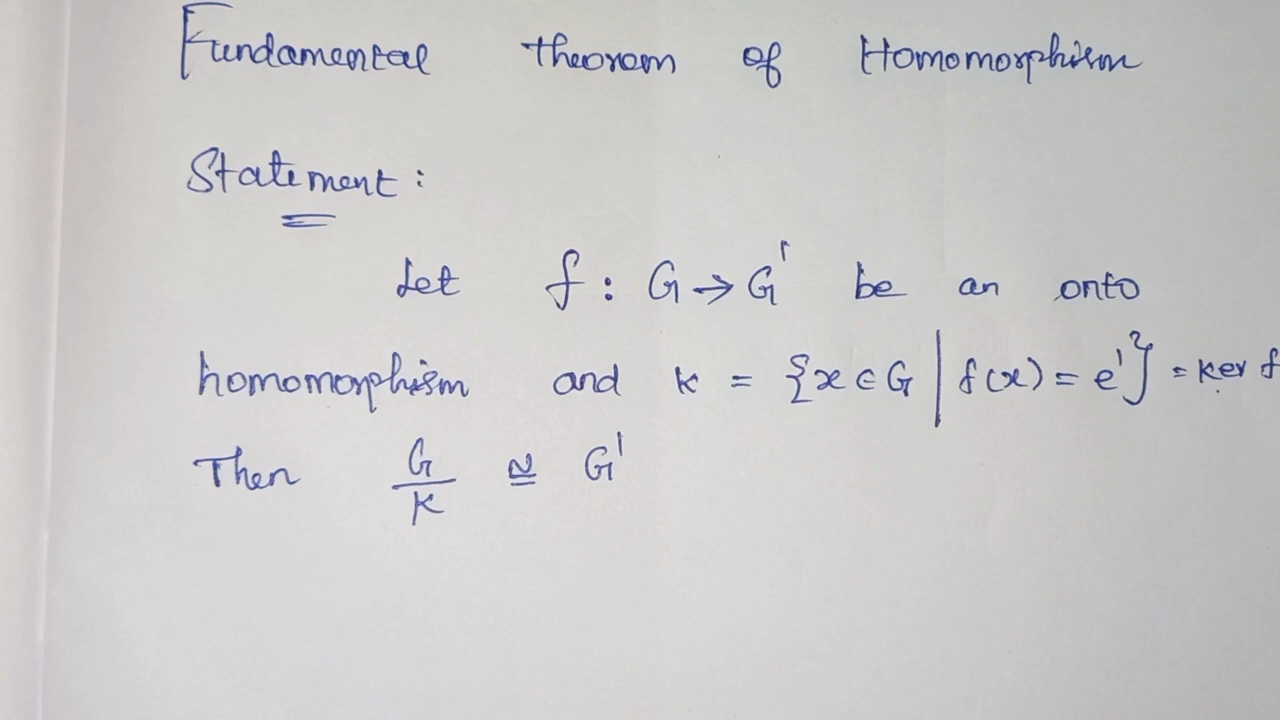 Fundamental theorem of Homomorphism
Statement:
Let f : G → G' be an onto
homomorphism and K = {x ∈ G | f(x) = e'} = Ker f
Then G/K ≅ G'